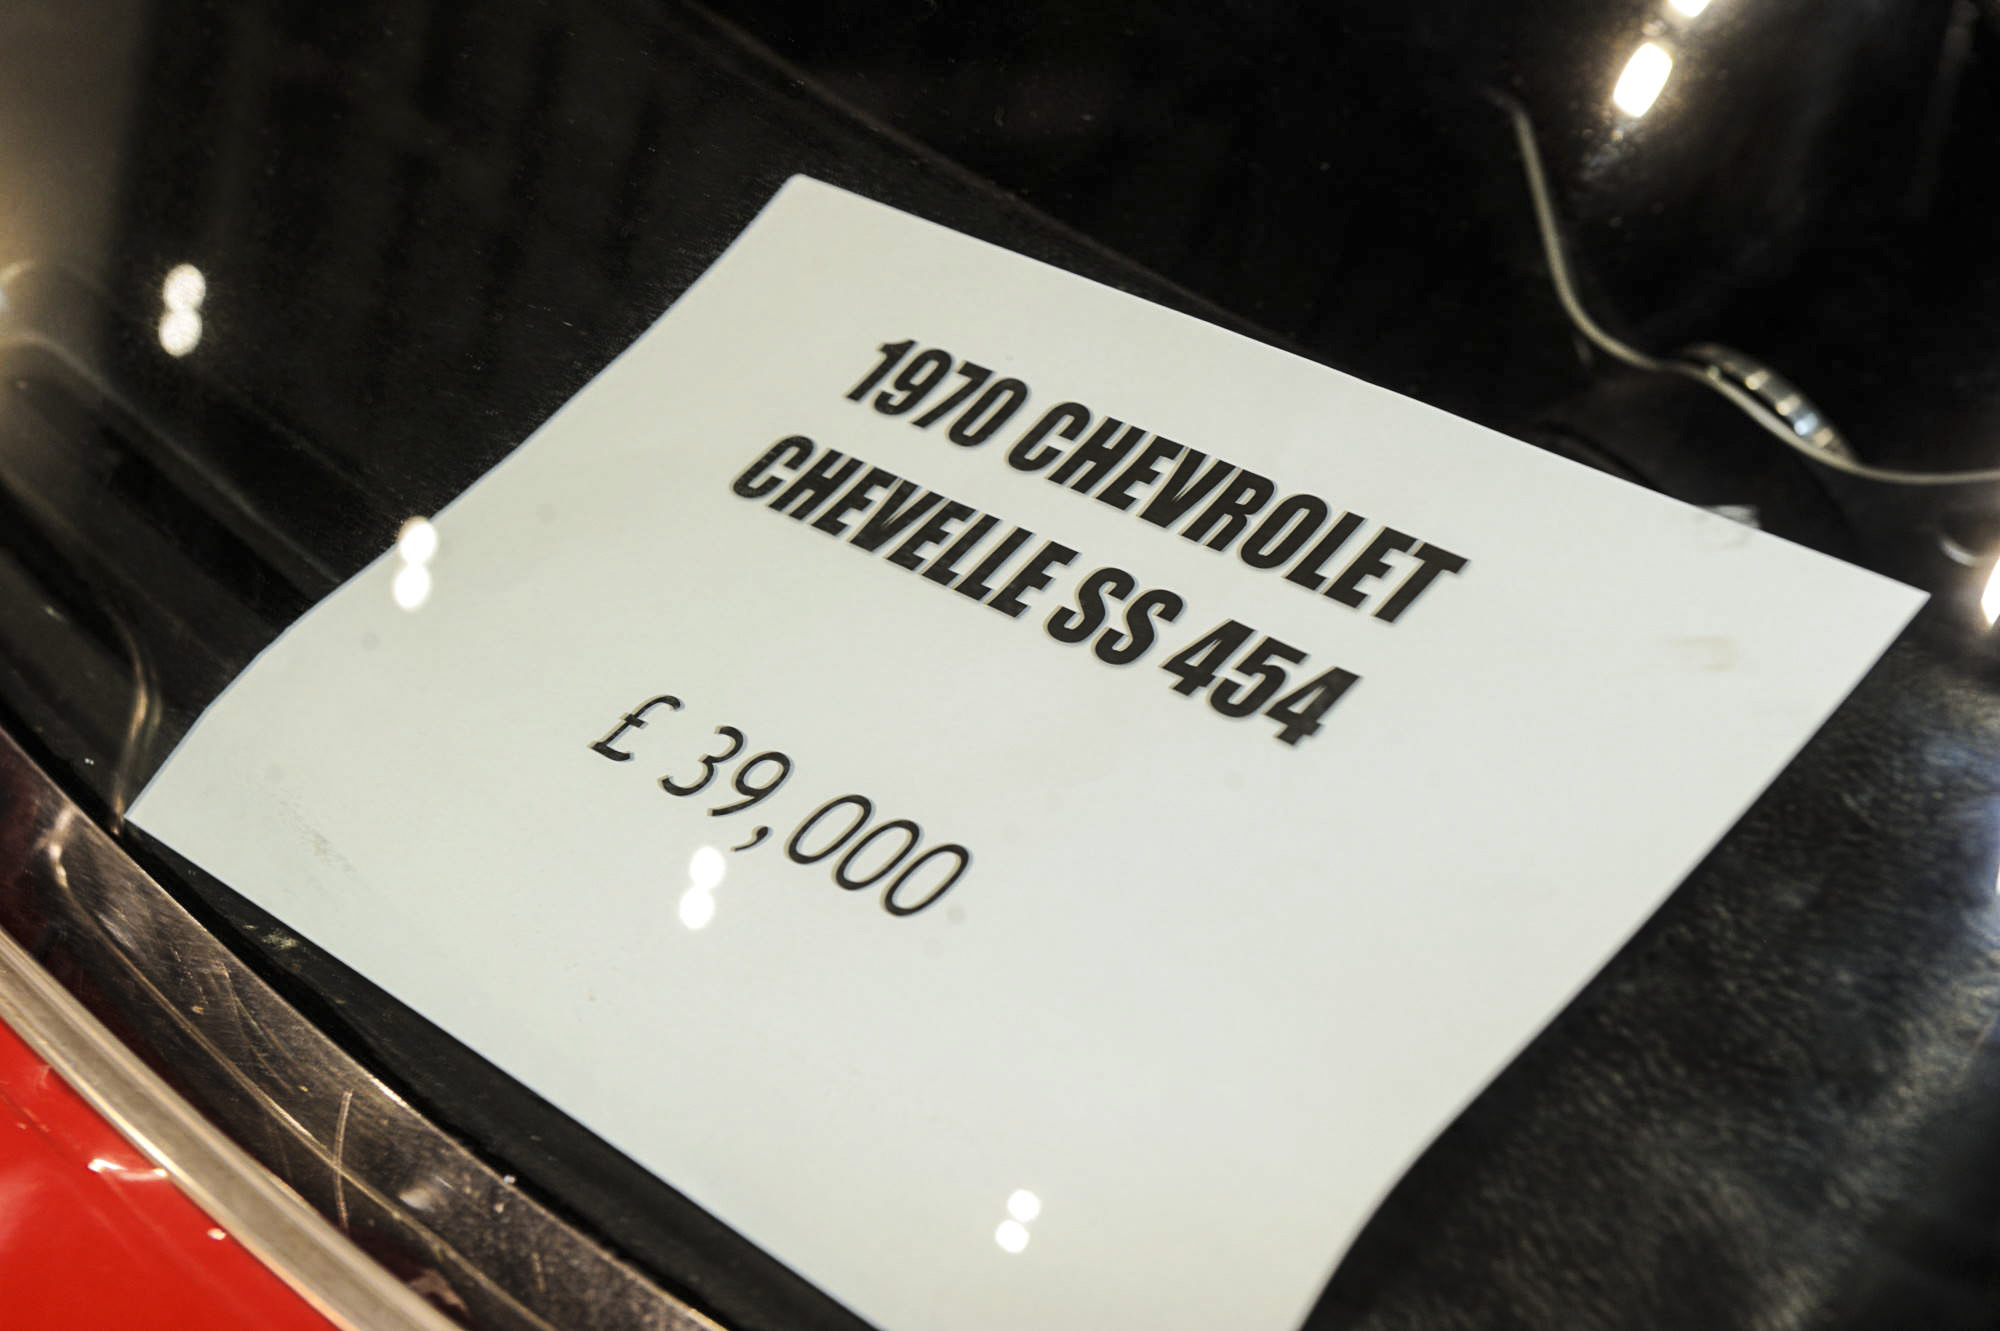 1970 CHEVROLET
CHEVELLE SS 454
£ 39,000